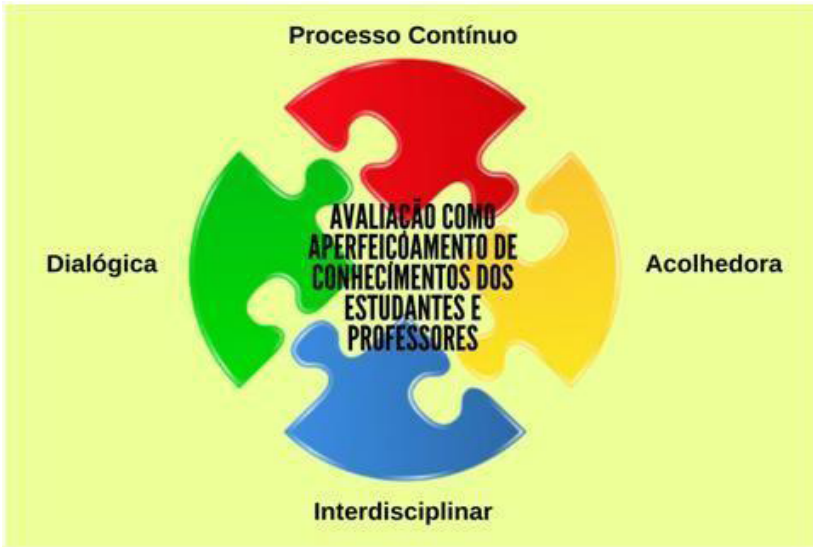 Processo Contínuo
Dialógica
AVALIAÇÃO COMO
APERFEIÇOAMENTO DE
CONHECIMENTOS DOS
ESTUDANTES E
PROFESSORES
Acolhedora
Interdisciplinar